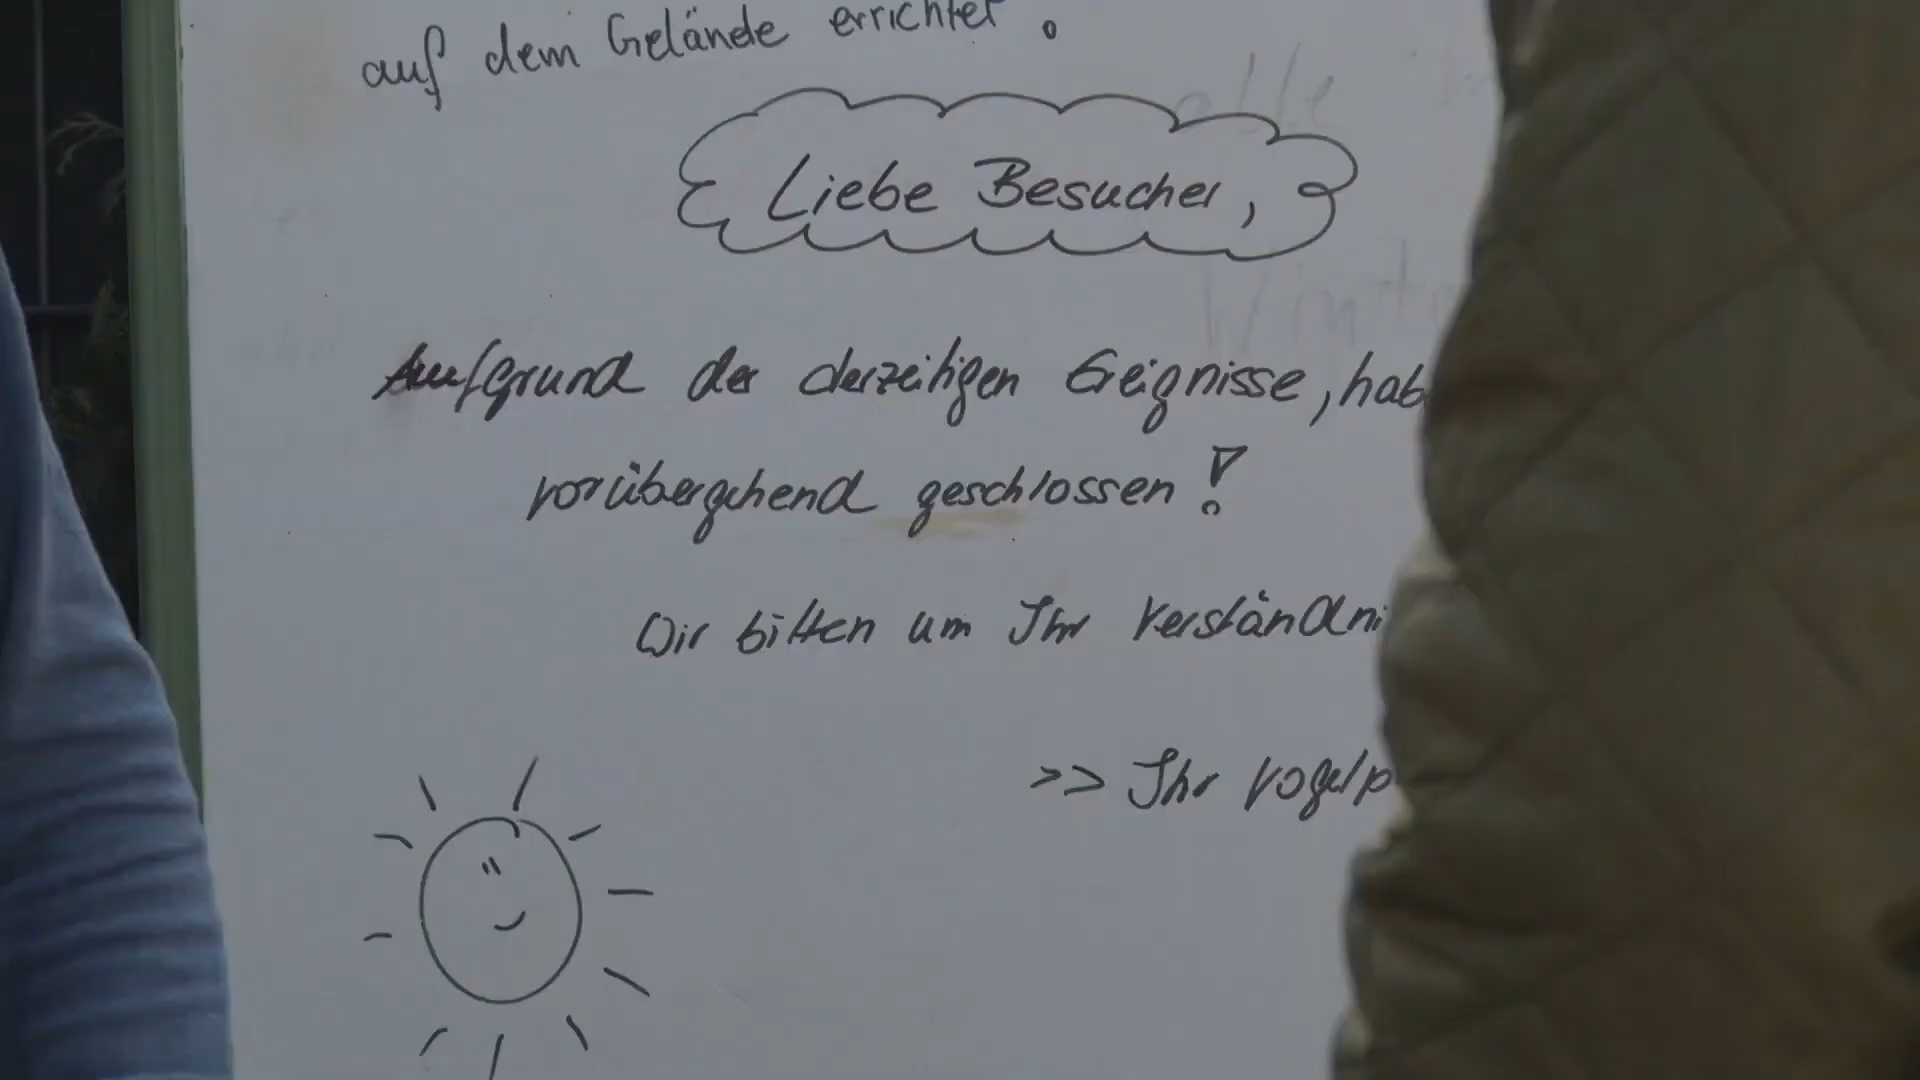 auf dem Gelände errichtet.
Liebe Besucher,
Aufgrund der derzeitigen Ereignisse, hab
vorübergehend geschlossen!
Wir bitten um Ihr Verständni
>> Ihr Vogelp